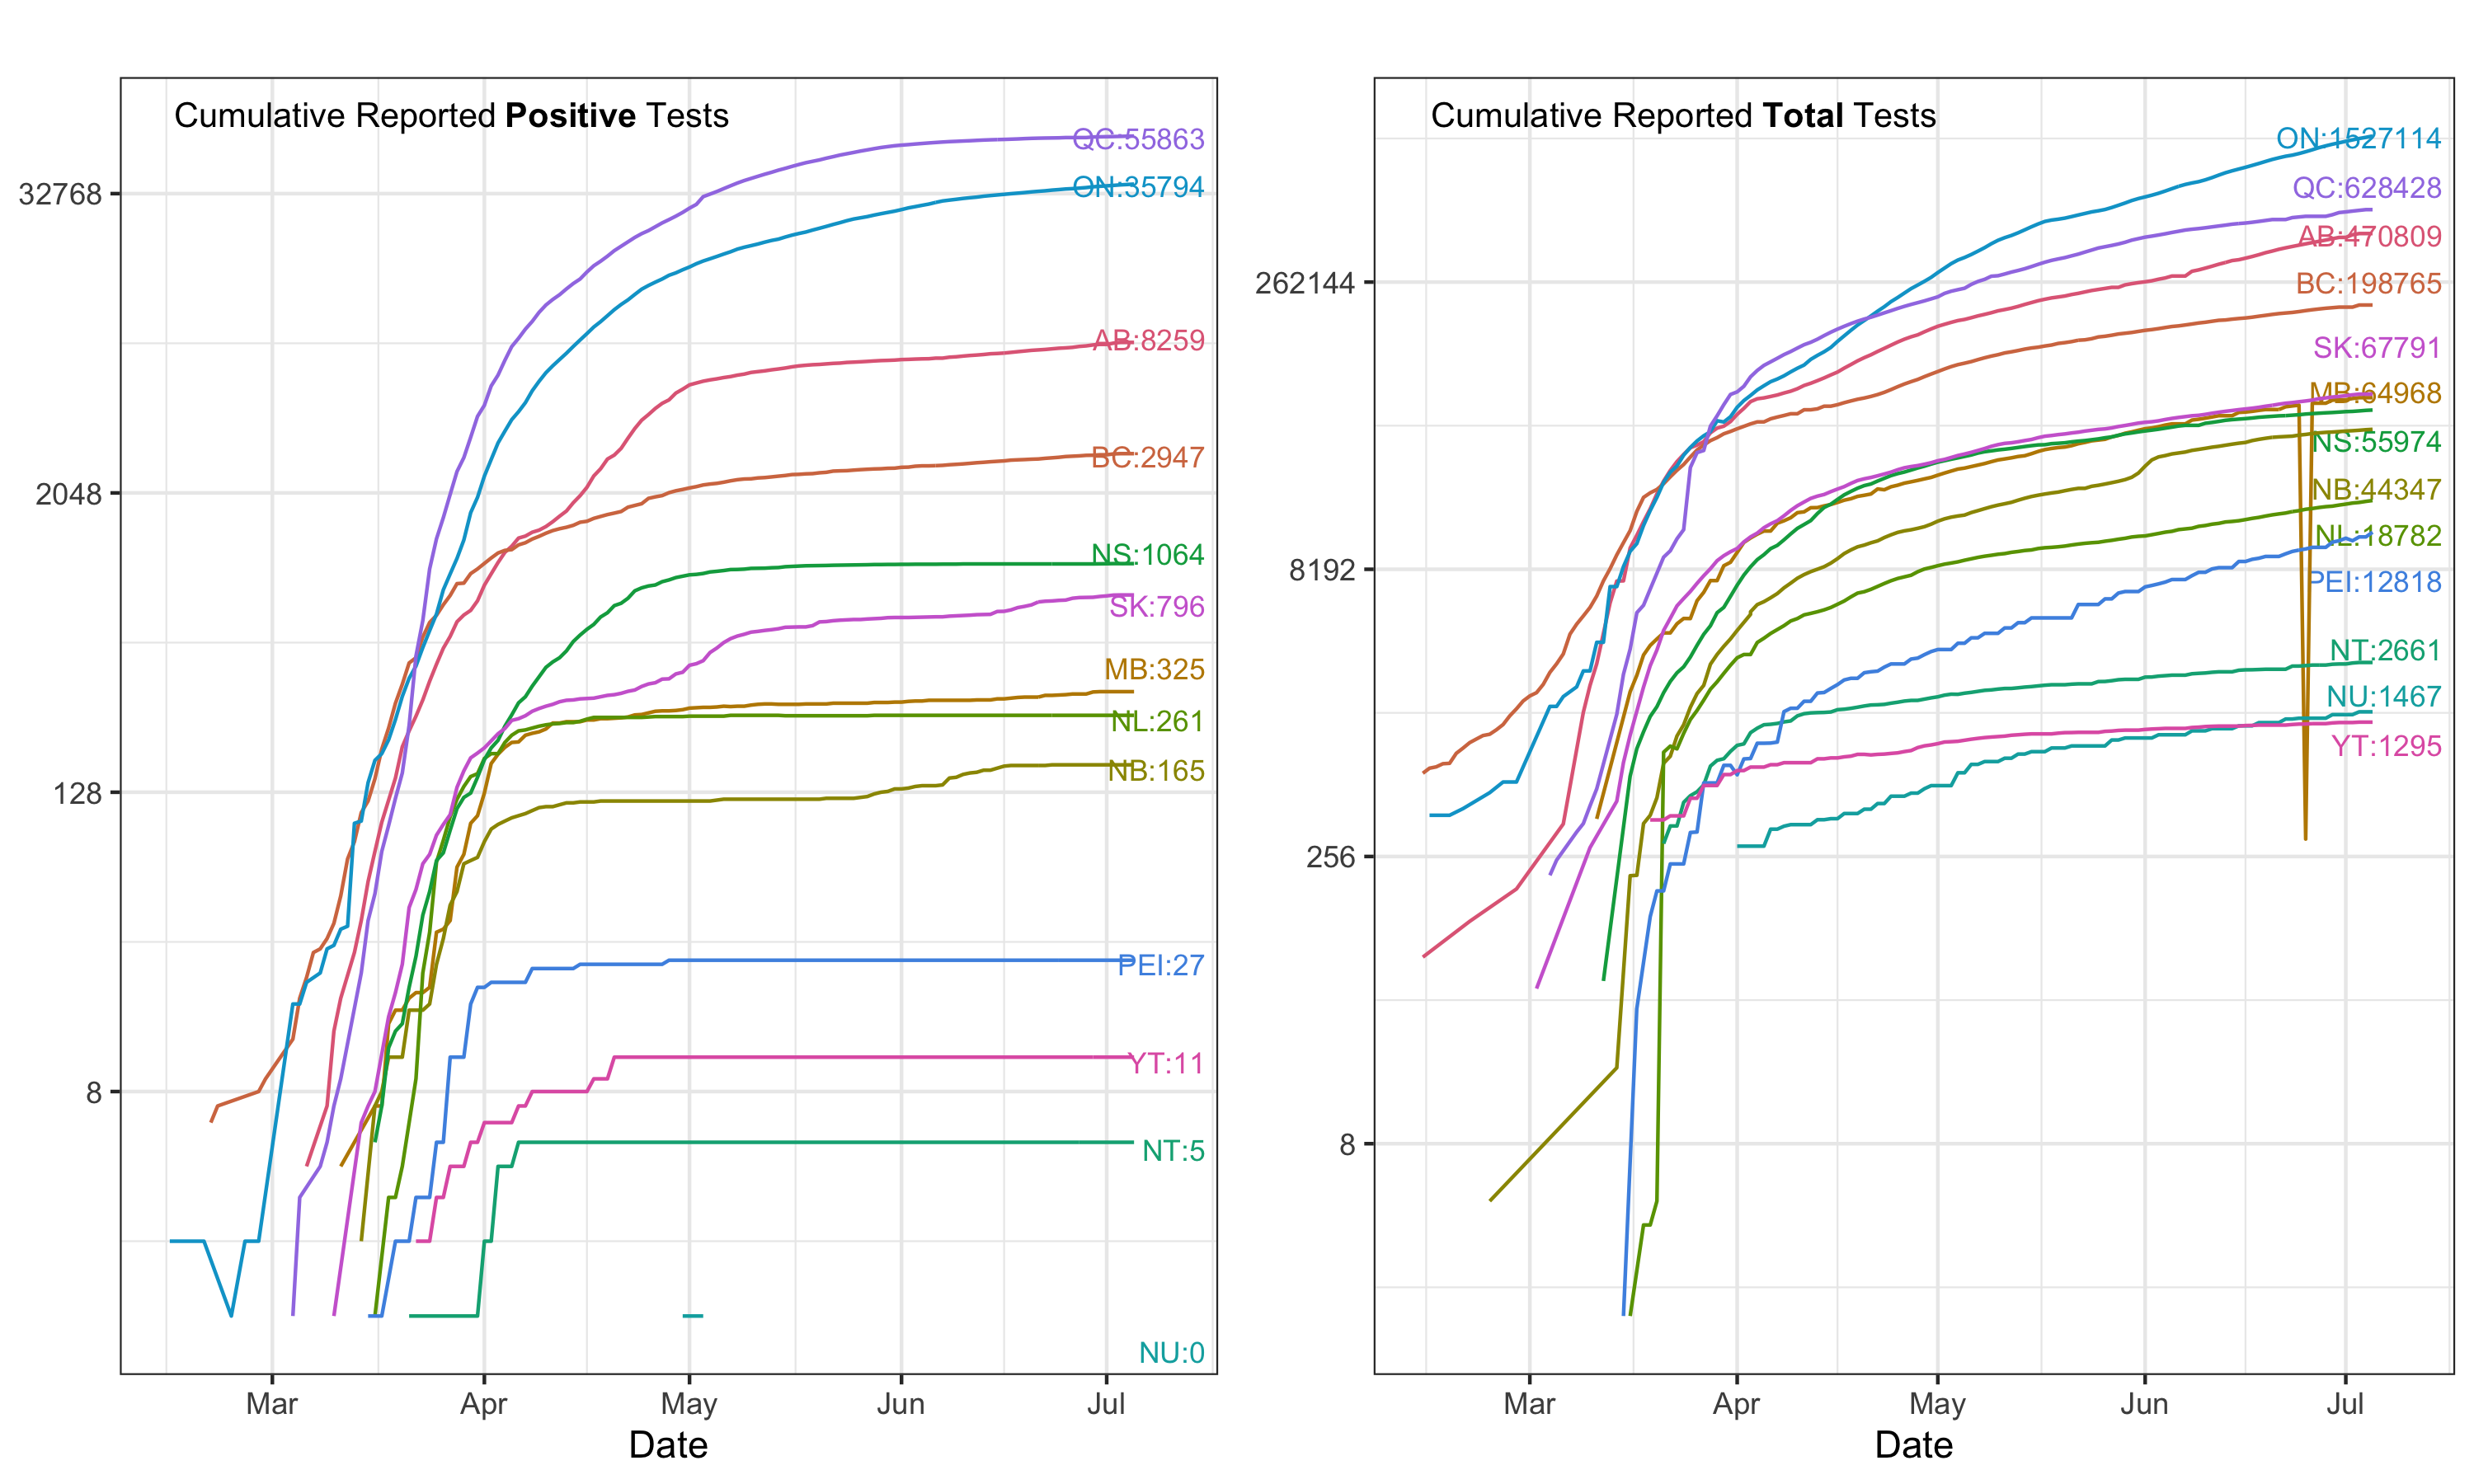 Cumulative Reported Positive Tests
32768
2048
128
8
QC:55863
ON:35794
AB:8259
BC:2947
NS:1064
SK:796
MB:325
NL:261
NB:165
PEI:27
YT:11
NT:5
NU:0
Mar Apr May Jun Jul
Date
Cumulative Reported Total Tests
262144
8192
256
8
ON:1527114
QC:628428
AB:470809
BC:198765
SK:67791
MB:64968
NS:55974
NB:44347
NL:18782
PEI:12818
NT:2661
NU:1467
YT:1295
Mar Apr May Jun Jul
Date